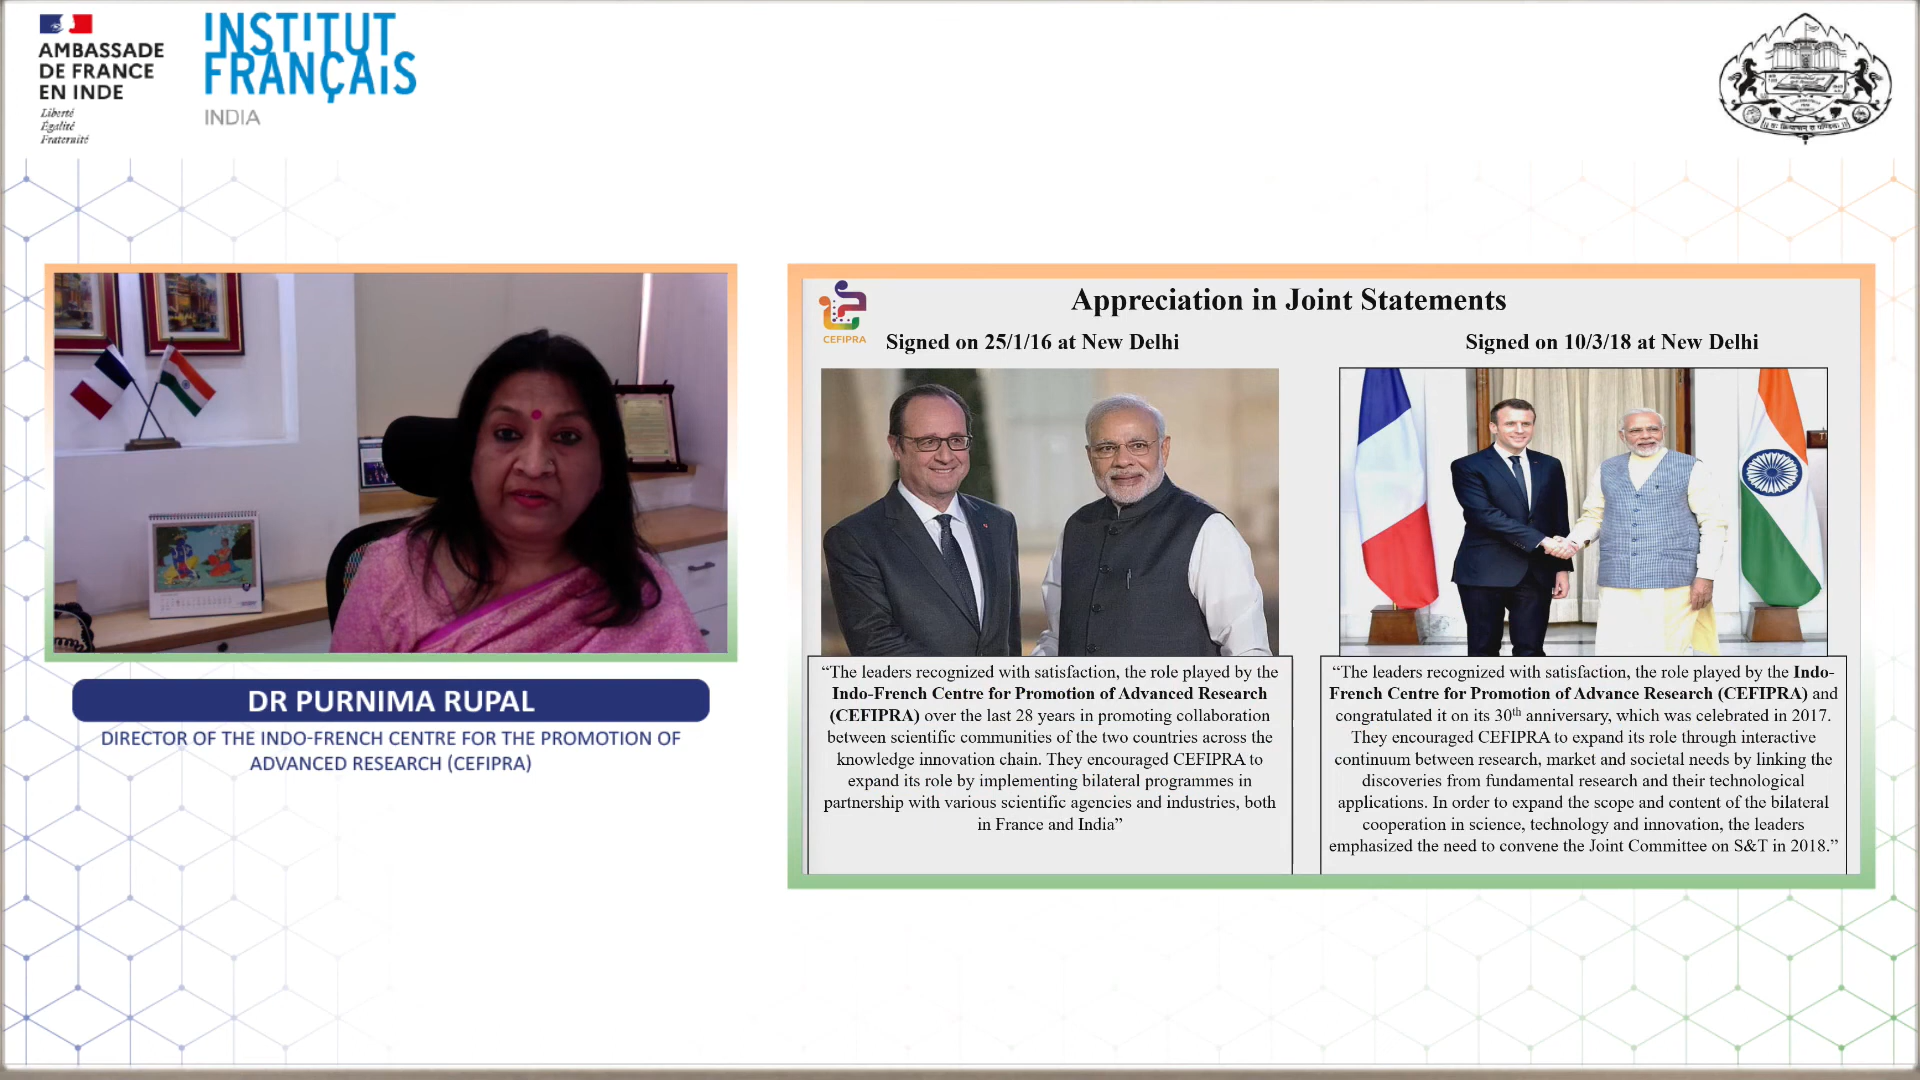 AMBASSADE
DE FRANCE
EN INDE
Liberté
Égalité
Fraternité
INSTITUT
FRANÇAIS
INDIA
DR PURNIMA RUPAL
DIRECTOR OF THE INDO-FRENCH CENTRE FOR THE PROMOTION OF
ADVANCED RESEARCH (CEFIPRA)
CEFIPRA
Appreciation in Joint Statements
Signed on 25/1/16 at New Delhi
“The leaders recognized with satisfaction, the role played by the
Indo-French Centre for Promotion of Advanced Research
(CEFIPRA) over the last 28 years in promoting collaboration
between scientific communities of the two countries across the
knowledge innovation chain. They encouraged CEFIPRA to
expand its role by implementing bilateral programmes in
partnership with various scientific agencies and industries, both
in France and India”
Signed on 10/3/18 at New Delhi
“The leaders recognized with satisfaction, the role played by the Indo-
French Centre for Promotion of Advance Research (CEFIPRA) and
congratulated it on its 30th anniversary, which was celebrated in 2017.
They encouraged CEFIPRA to expand its role through interactive
continuum between research, market and societal needs by linking the
discoveries from fundamental research and their technological
applications. In order to expand the scope and content of the bilateral
cooperation in science, technology and innovation, the leaders
emphasized the need to convene the Joint Committee on S&T in 2018.”